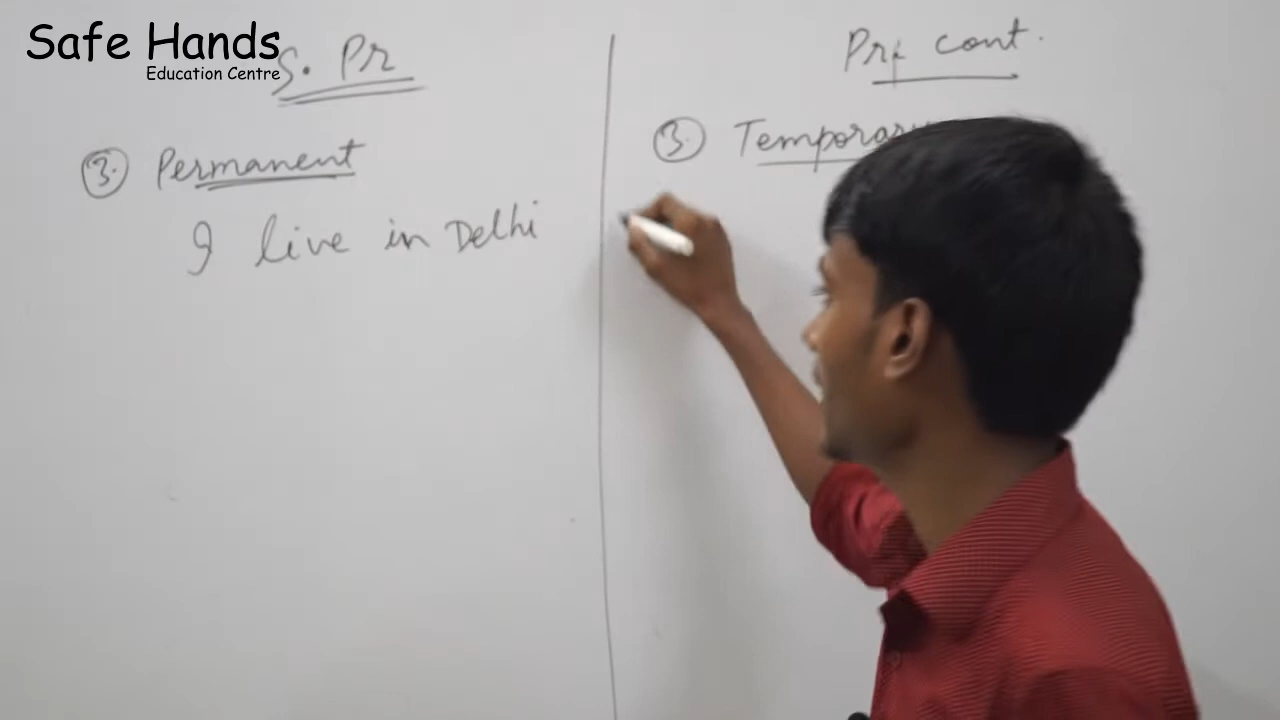 Safe Hands
Education Centre
S. Pr
③ Permanent
I live in Delhi
Pr cont.
③ Temporary